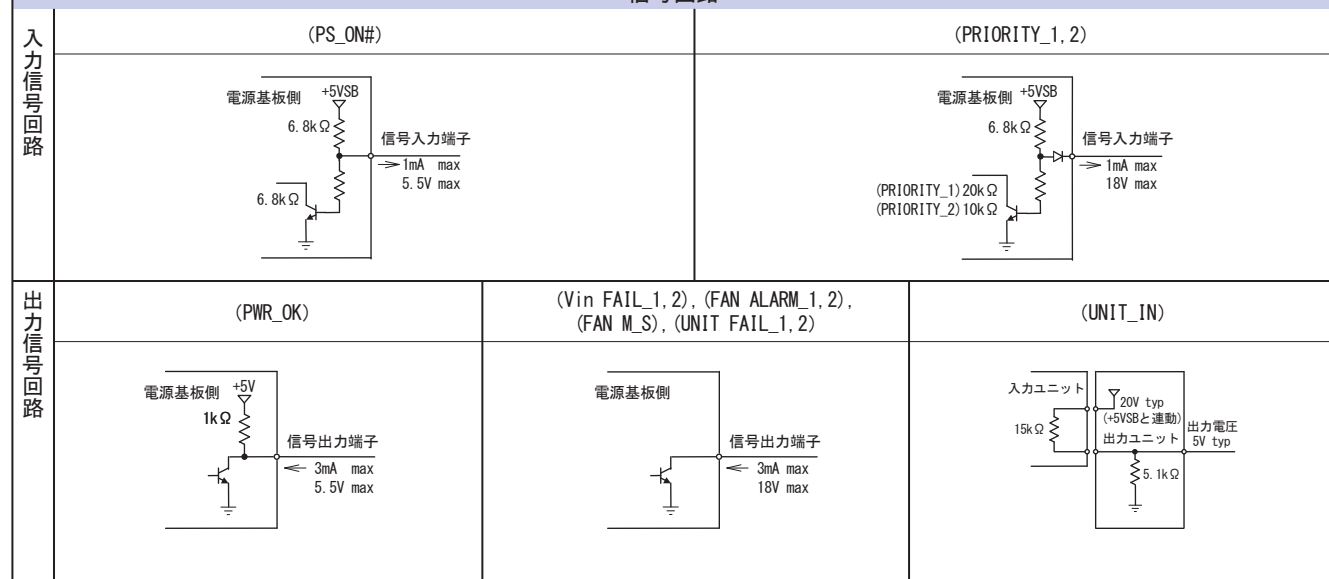 入力信号回路
(PS_ON#)
電源基板側
+5VSB
6.8kΩ
信号入力端子
1mA max
5.5V max
6.8kΩ
(PRIORITY_1,2)
電源基板側
+5VSB
6.8kΩ
信号入力端子
1mA max
18V max
(PRIORITY_1)20kΩ
(PRIORITY_2)10kΩ
出力信号回路
(PWR_OK)
電源基板側
+5V
1kΩ
信号出力端子
3mA max
5.5V max
(Vin FAIL_1,2),(FAN ALARM_1,2),
(FAN M_S),(UNIT FAIL_1,2)
電源基板側
信号出力端子
3mA max
18V max
(UNIT_IN)
入力ユニット
15kΩ
20V typ
(+5VSBと連動)
出力ユニット
出力電圧
5V typ
5.1kΩ